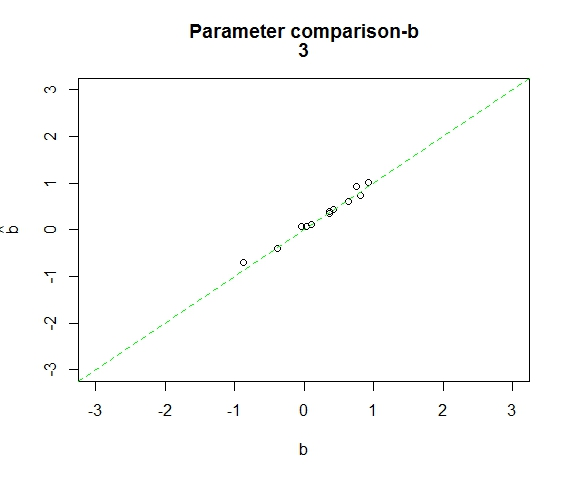 Parameter comparison-b
3
3
2
1
0
-1
-2
-3
b̂
-3 -2 -1 0 1 2 3
b